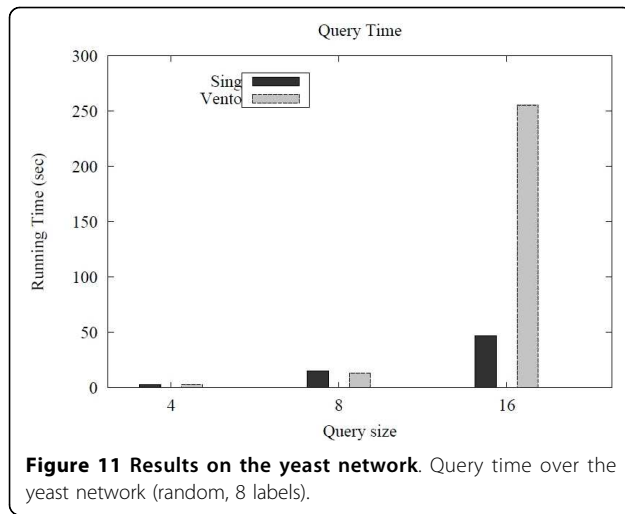 Query Time
300
250
200
150
100
50
0
Running Time (sec)
Sing
Vento
4 8 16
Query size
Figure 11 Results on the yeast network. Query time over the
yeast network (random, 8 labels).